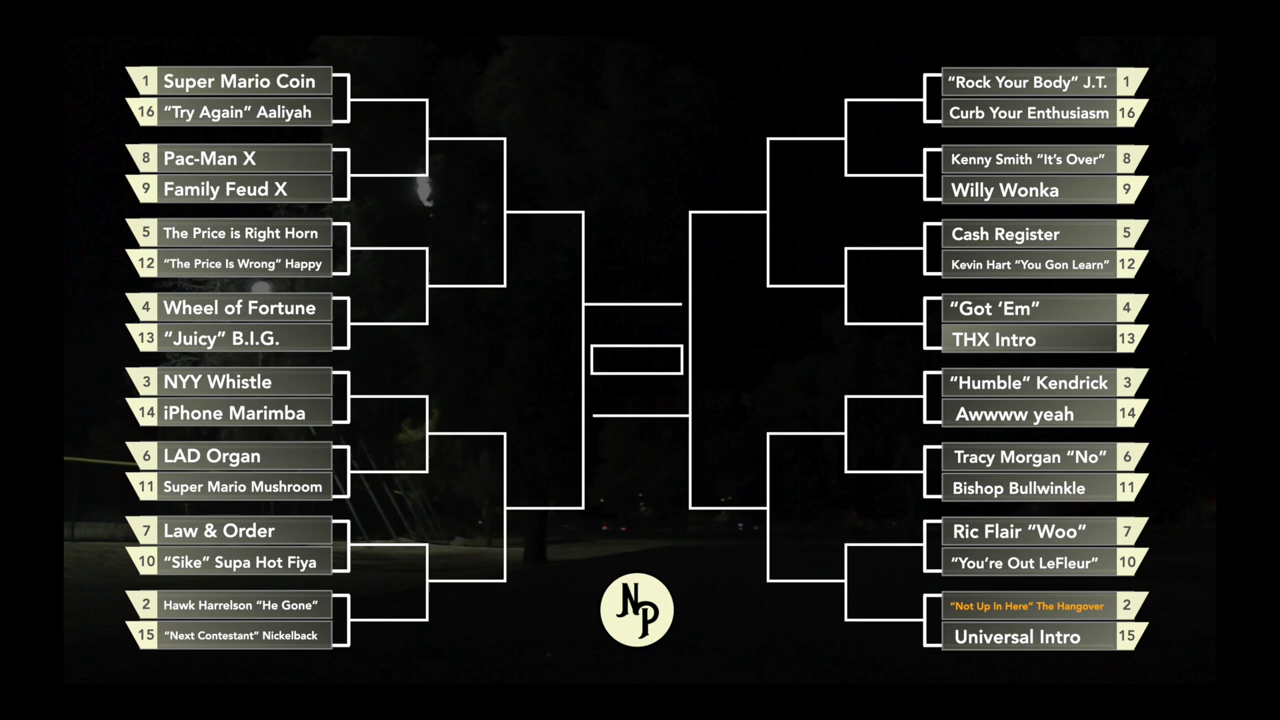 1 Super Mario Coin
16 “Try Again” Aaliyah
8 Pac-Man X
9 Family Feud X
5 The Price is Right Horn
12 “The Price Is Wrong” Happy
4 Wheel of Fortune
13 “Juicy” B.I.G.
3 NYY Whistle
14 iPhone Marimba
6 LAD Organ
11 Super Mario Mushroom
7 Law & Order
10 “Sike” Supa Hot Fiya
2 Hawk Harrelson “He Gone”
15 “Next Contestant” Nickelback
“Rock Your Body” J.T. 1
Curb Your Enthusiasm 16
Kenny Smith “It’s Over” 8
Willy Wonka 9
Cash Register 5
Kevin Hart “You Gon Learn” 12
“Got ‘Em” 4
THX Intro 13
“Humble” Kendrick 3
Awwww yeah 14
Tracy Morgan “No” 6
Bishop Bullwinkle 11
Ric Flair “Woo” 7
“You’re Out LeFleur” 10
“Not Up In Here” The Hangover 2
Universal Intro 15
NP